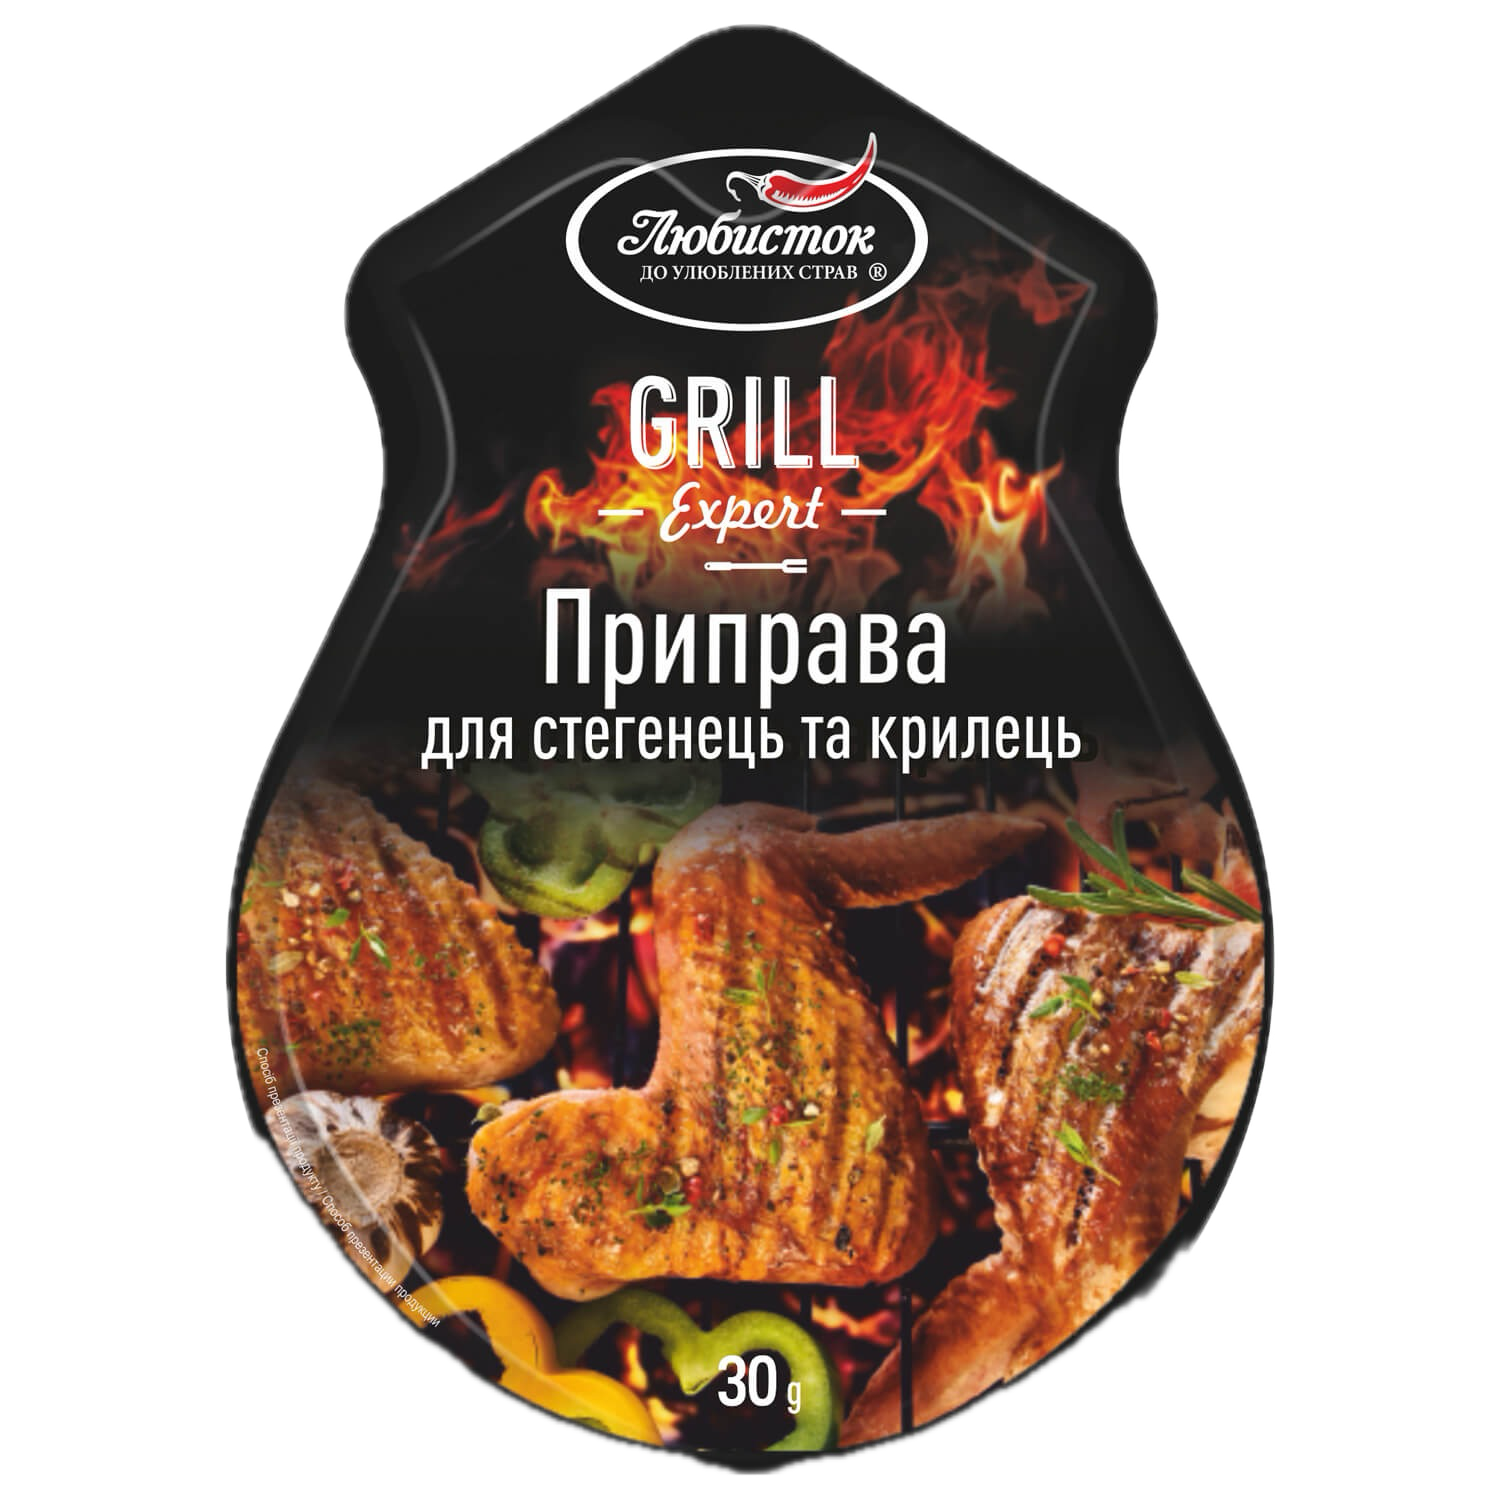 Любисток
ДО УЛЮБЛЕНИХ СТРАВ ®
GRILL
Expert
Приправа
для стегенець та крилець
Спосіб презентації продукту / Способ презентации продукции
30 g